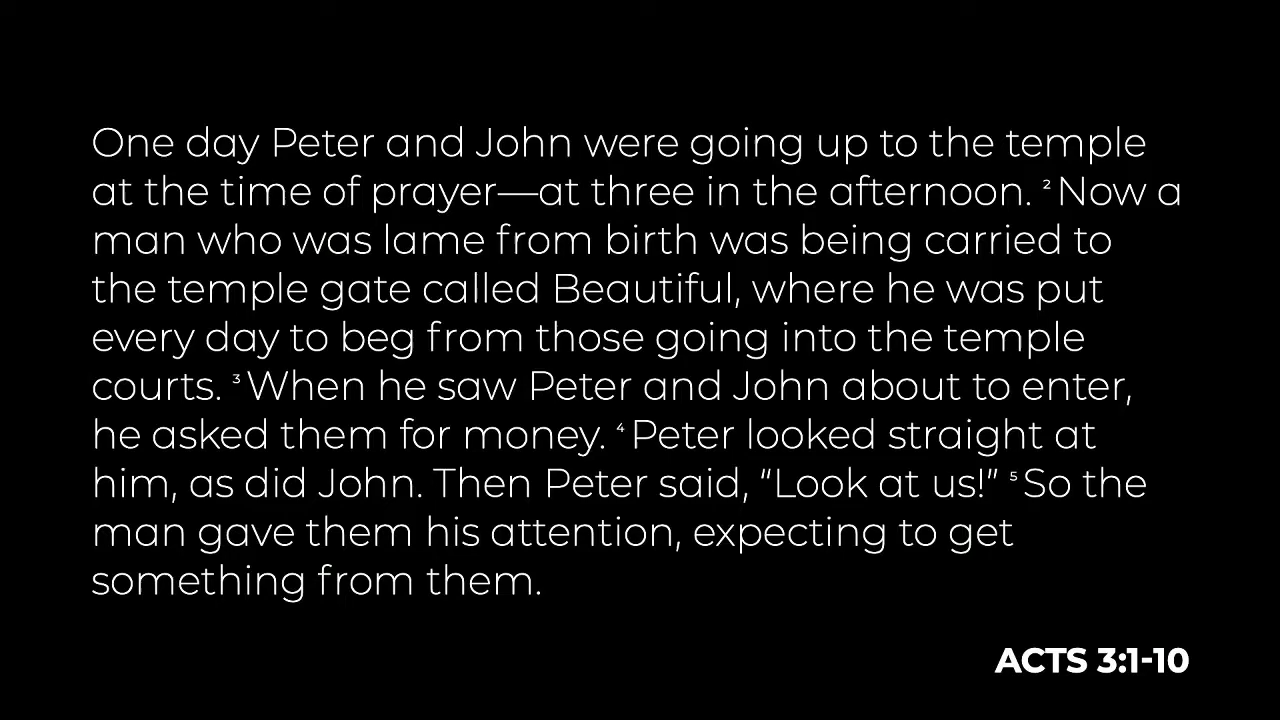 One day Peter and John were going up to the temple
at the time of prayer—at three in the afternoon. ² Now a
man who was lame from birth was being carried to
the temple gate called Beautiful, where he was put
every day to beg from those going into the temple
courts. ³ When he saw Peter and John about to enter,
he asked them for money. ⁴ Peter looked straight at
him, as did John. Then Peter said, “Look at us!” ⁵ So the
man gave them his attention, expecting to get
something from them.
ACTS 3:1-10